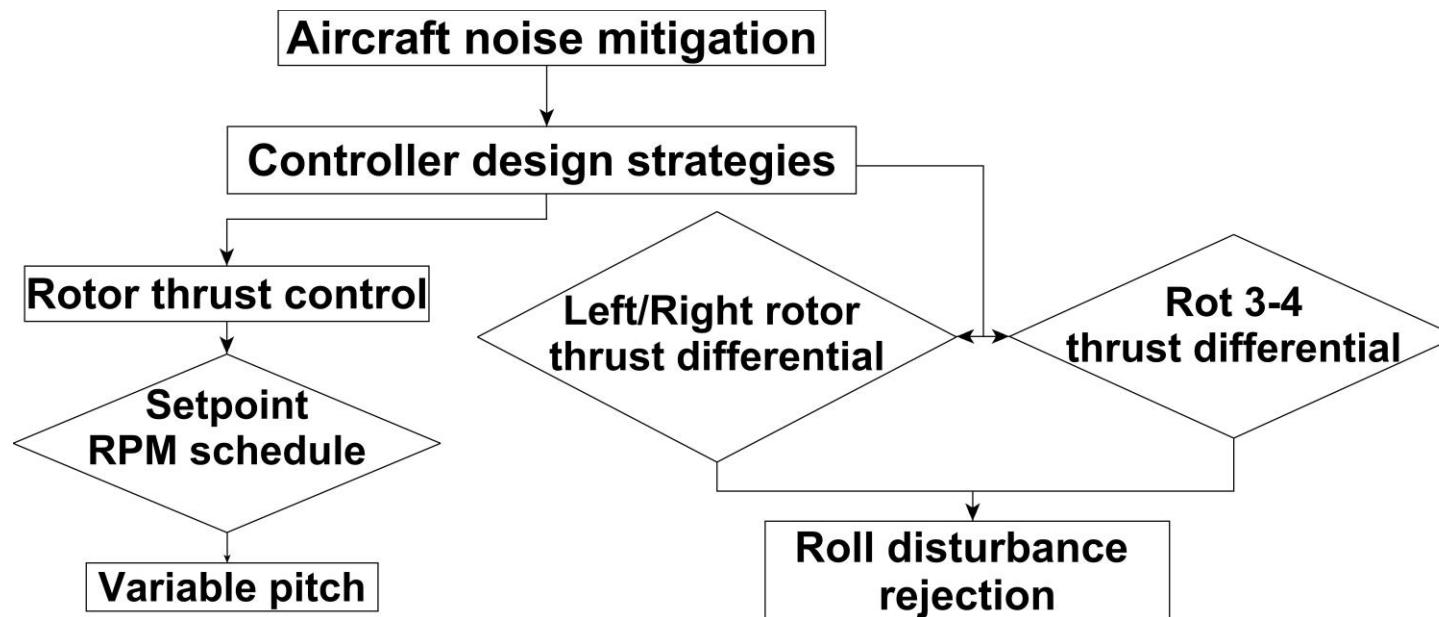 Aircraft noise mitigation
Controller design strategies
Rotor thrust control
Left/Right rotor
thrust differential
Rot 3-4
thrust differential
Setpoint
RPM schedule
Variable pitch
Roll disturbance
rejection